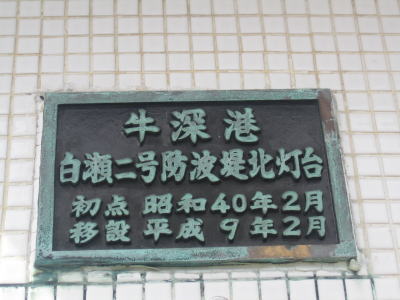 牛深港
白瀬二号防波堤北灯台
初点 昭和40年2月
移設 平成 9年2月